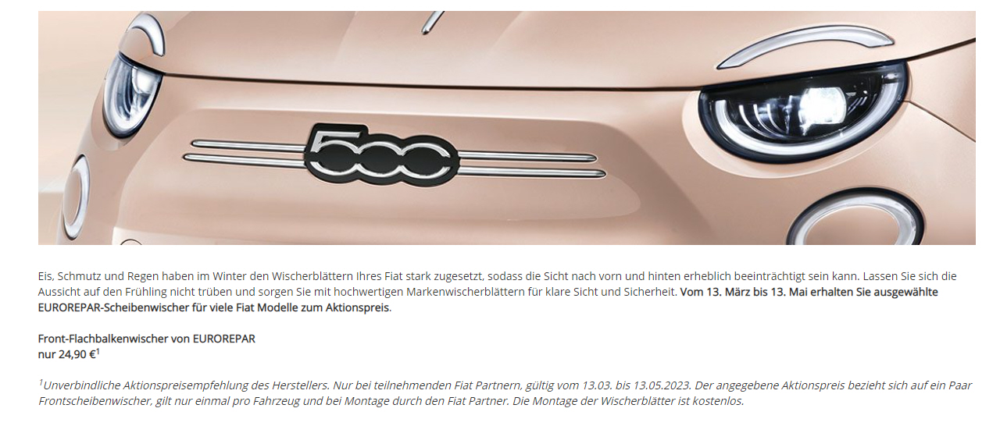 500
Eis, Schmutz und Regen haben im Winter den Wischerblättern Ihres Fiat stark zugesetzt, sodass die Sicht nach vorn und hinten erheblich beeinträchtigt sein kann. Lassen Sie sich die
Aussicht auf den Frühling nicht trüben und sorgen Sie mit hochwertigen Markenwischerblättern für klare Sicht und Sicherheit. Vom 13. März bis 13. Mai erhalten Sie ausgewählte
EUROREPAR-Scheibenwischer für viele Fiat Modelle zum Aktionspreis.
Front-Flachbalkenwischer von EUROREPAR
nur 24,90 €¹
¹Unverbindliche Aktionspreisempfehlung des Herstellers. Nur bei teilnehmenden Fiat Partnern, gültig vom 13.03. bis 13.05.2023. Der angegebene Aktionspreis bezieht sich auf ein Paar
Frontscheibenwischer, gilt nur einmal pro Fahrzeug und bei Montage durch den Fiat Partner. Die Montage der Wischerblätter ist kostenlos.